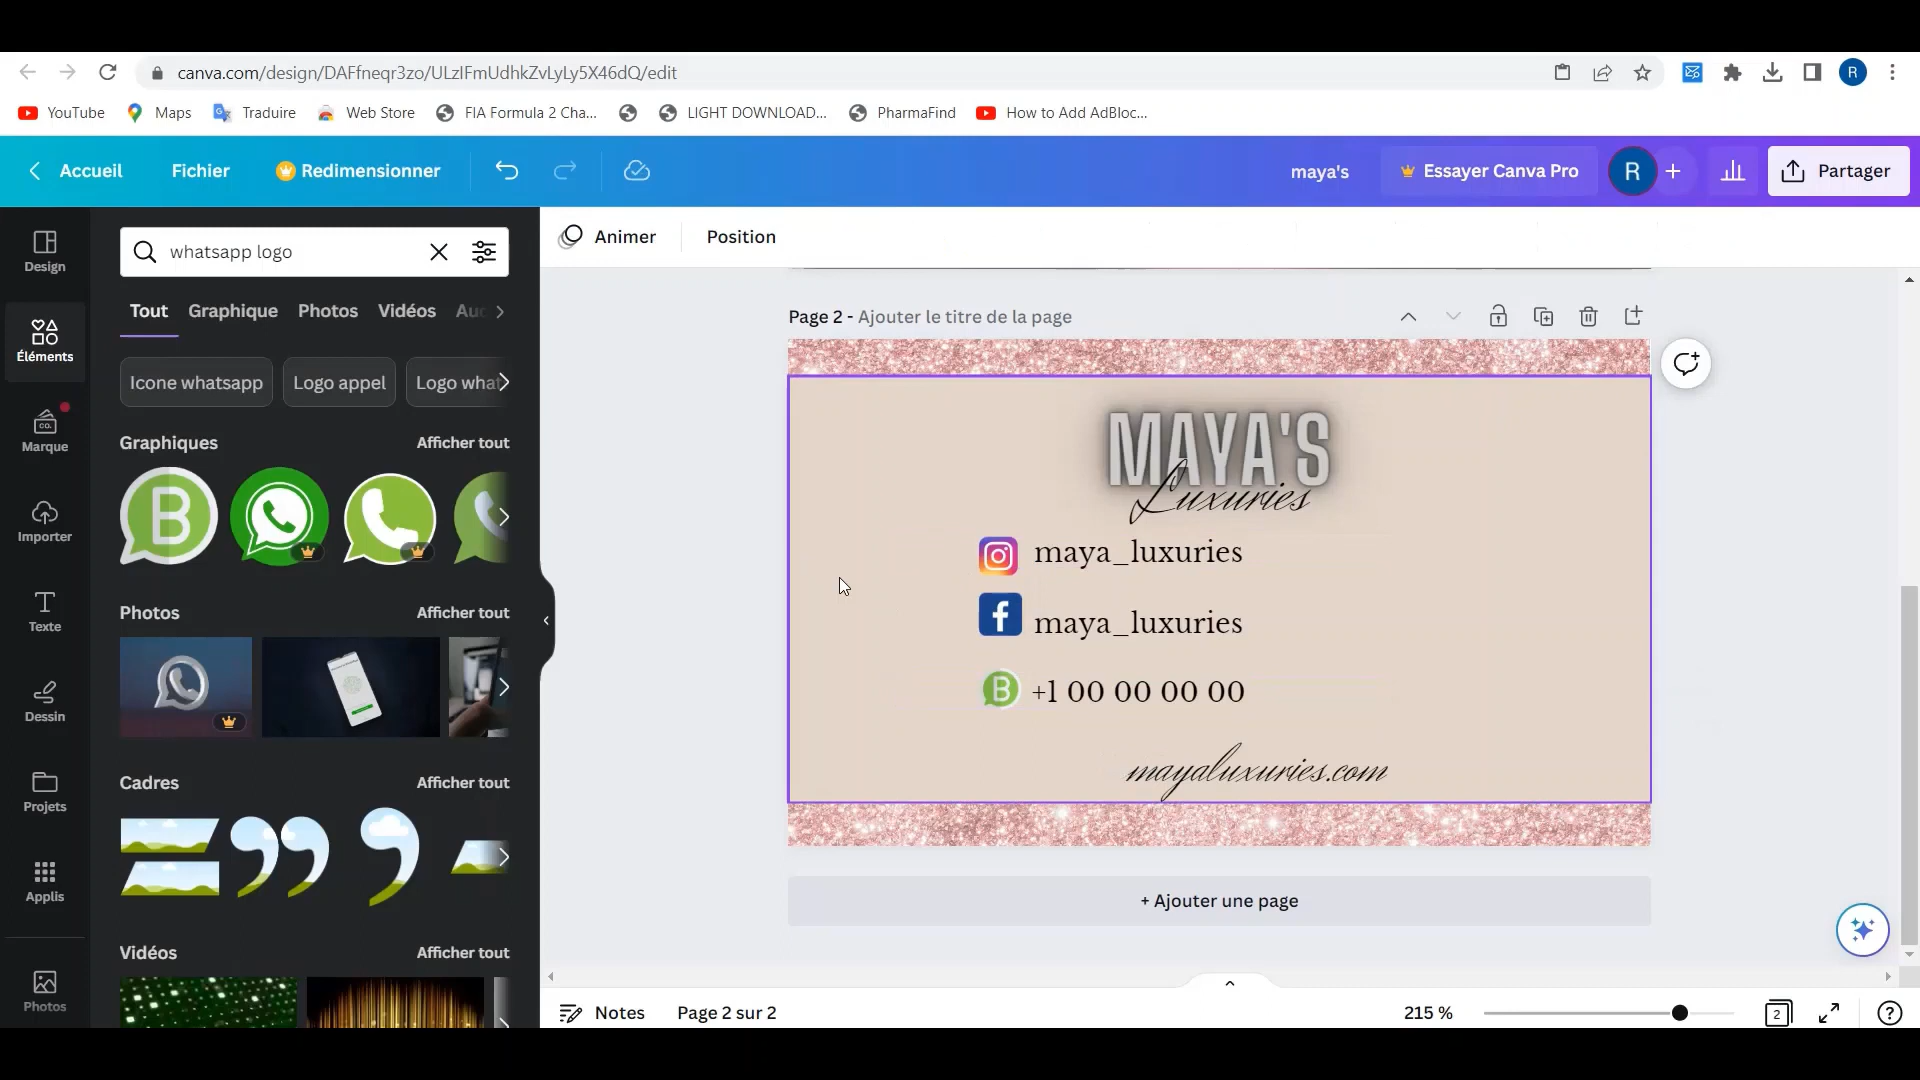 canva.com/design/DAFfneqr3zo/ULzIFmUdhkZvLyLy5X46dQ/edit
R
YouTube Maps Traduire Web Store FIA Formula 2 Cha... LIGHT DOWNLOAD... PharmaFind How to Add AdBloc...
Accueil Fichier Redimensionner maya's Essayer Canva Pro R + Partager
whatsapp logo
Animer Position
Design
Éléments
Marque
Importer
Texte
Dessin
Projets
Applis
Photos
Tout Graphique Photos Vidéos
Icone whatsapp Logo appel
Graphiques Afficher tout
B
Photos Afficher tout
Cadres Afficher tout
Vidéos Afficher tout
Page 2 - Ajouter le titre de la page
MAYA'S
Luxuries
maya_luxuries
f maya_luxuries
B +1 00 00 00 00
mayaluxuries.com
+ Ajouter une page
Notes Page 2 sur 2 215 % 2 ?